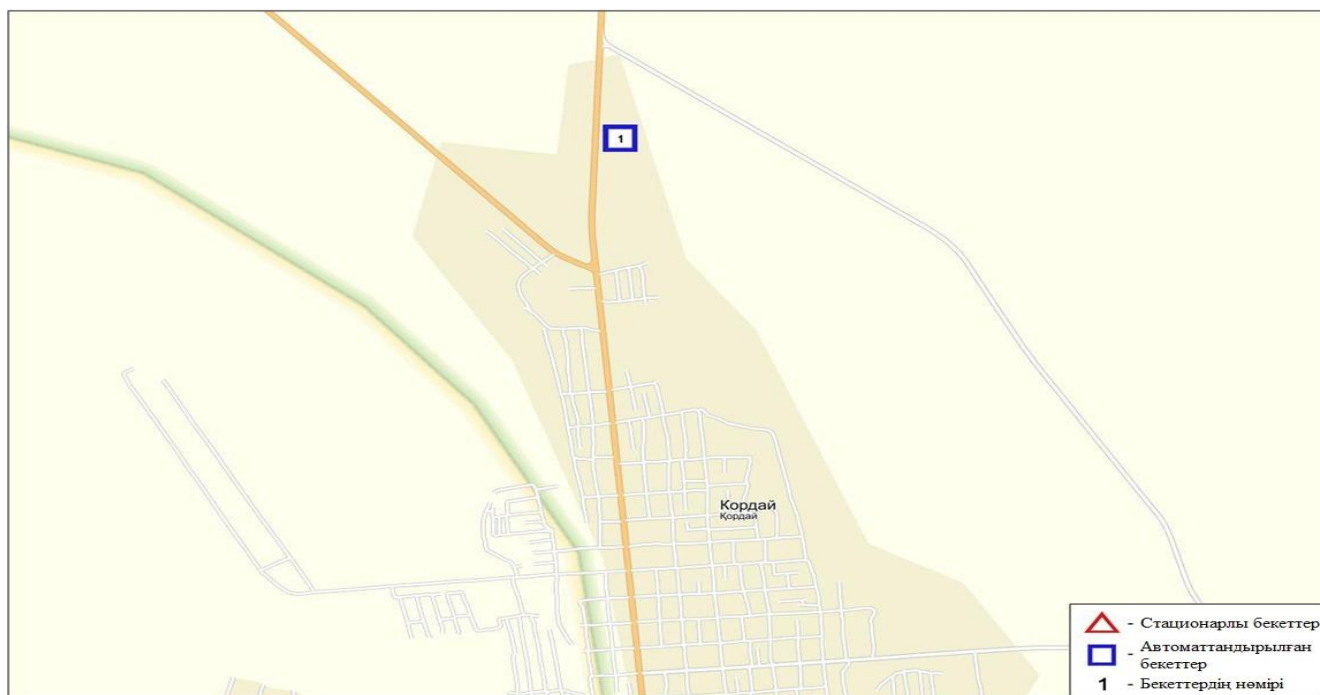 1
Кордай
Қордай
- Стационарлы бекеттер
- Автоматтандырылған
бекеттер
1 - Бекеттердің нөмірі